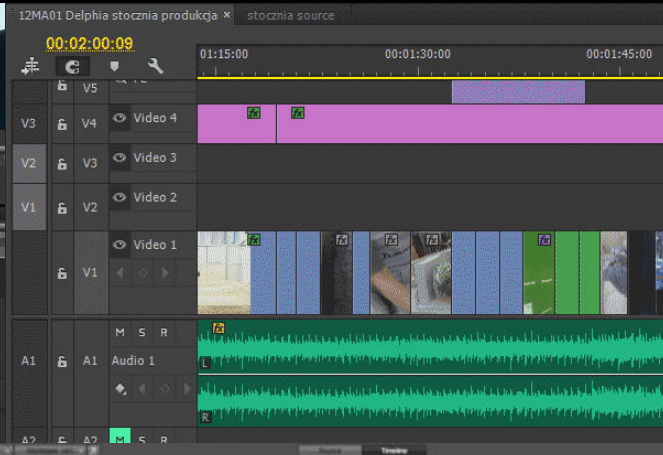 12MA01 Delphia stocznia produkcja × stocznia source
00:02:00:09
01:15:00 00:01:30:00 00:01:45:00
V5
V3 V4 Video 4 fx fx
V2 V3 Video 3
V1 V2 Video 2
Video 1 fx fx fx fx fx
V1
M S R fx
A1 A1 Audio 1 L
R
A2 A2 M S R
Timeline